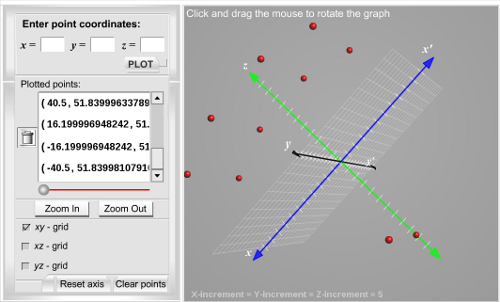 Enter point coordinates:
x = y = z =
PLOT
Plotted points:
( 40.5, 51.83999633789
( 16.199996948242, 51.
(-16.199996948242, 51.
(-40.5, 51.8399810791
Zoom In Zoom Out
xy - grid
xz - grid
yz - grid
Reset axis Clear points
Click and drag the mouse to rotate the graph
x'
z
y
x
X-Increment = Y-Increment = Z-Increment = 5